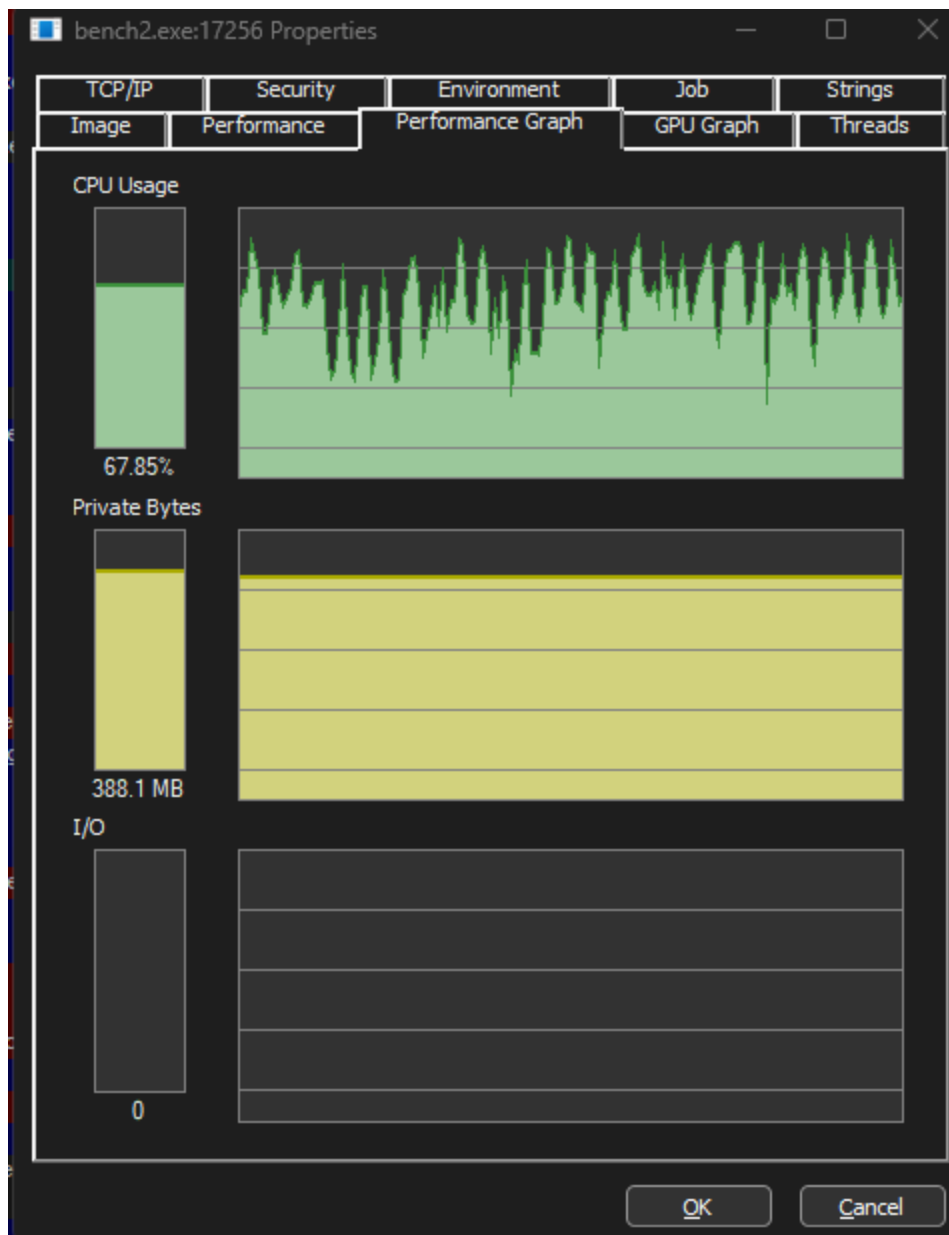 bench2.exe:17256 Properties
TCP/IP Security Environment Job Strings
Image Performance Performance Graph GPU Graph Threads
CPU Usage
67.85%
Private Bytes
388.1 MB
I/O
0
OK Cancel